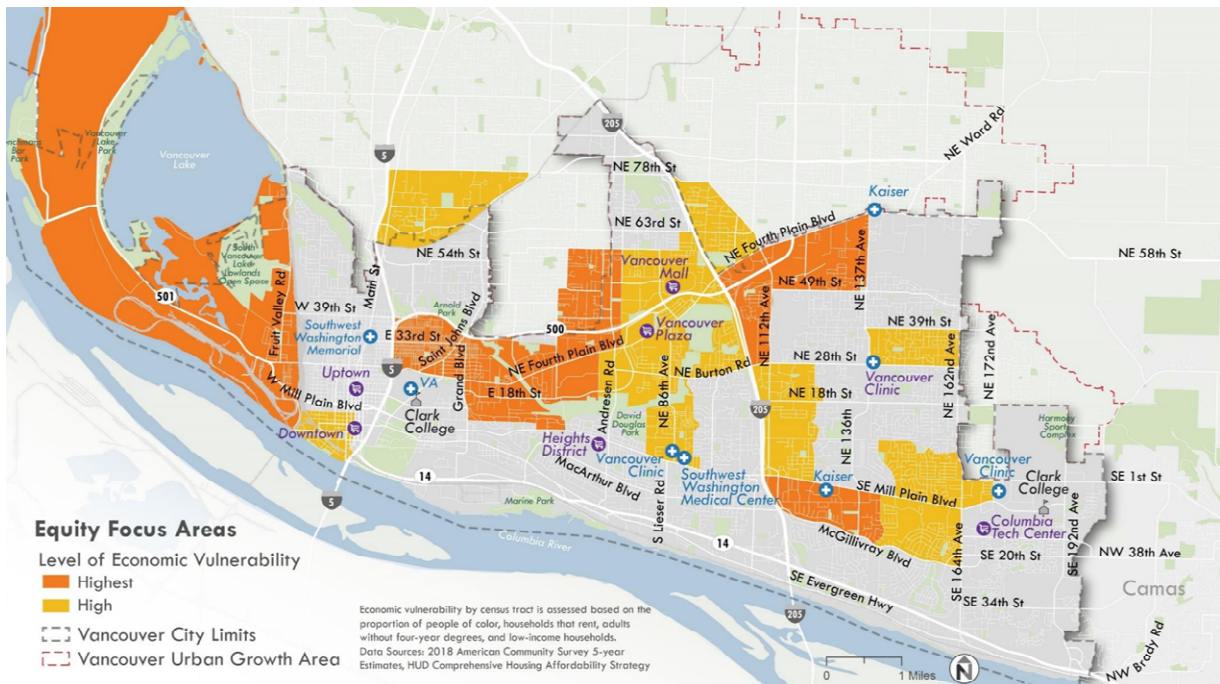 205
NE Ward Rd
Vancouver
Lake
Park
Vancouver
Lake
5
NE 78th St
Kaiser
NE 63rd St
NE Fourth Plain Blvd
South
Vancouver
Lake
Lowlands
Open Space
NE 54th St
Vancouver
Mall
NE 49th St
NE 137th Ave
NE 58th St
501
Fruit Valley Rd
Main St
W 39th St
Arnold
Park
Southwest
Washington
Memorial
E 33rd St
Saint Johns Blvd
500
Vancouver
Plaza
NE 112th Ave
NE 39th St
NE 172nd Ave
NE Fourth Plain Blvd
NE 28th St
NE 162nd Ave
5
Uptown
VA
Grand Blvd
NE Burton Rd
Vancouver
Clinic
W Mill Plain Blvd
Clark
College
E 18th St
Andresen Rd
NE 86th Ave
NE 18th St
205
Downtown
David
Douglas
Park
NE 136th
Harmony
Sports
Complex
Heights
District
Vancouver
Clinic
Southwest
Washington
Medical Center
Vancouver
Clinic
Clark
College
SE 1st St
14
MacArthur Blvd
Kaiser
SE Mill Plain Blvd
5
Marine Park
S Lieser Rd
Columbia
Tech Center
Columbia River
14
McGillivray Blvd
SE 164th Ave
SE 20th St
SE 192nd Ave
NW 38th Ave
SE Evergreen Hwy
SE 34th St
Camas
205
NW Brady Rd
Equity Focus Areas
Level of Economic Vulnerability
Highest
High
Vancouver City Limits
Vancouver Urban Growth Area
Economic vulnerability by census tract is assessed based on the
proportion of people of color, households that rent, adults
without four-year degrees, and low-income households.
Data Sources: 2018 American Community Survey 5-year
Estimates, HUD Comprehensive Housing Affordability Strategy
0 1 Miles
N